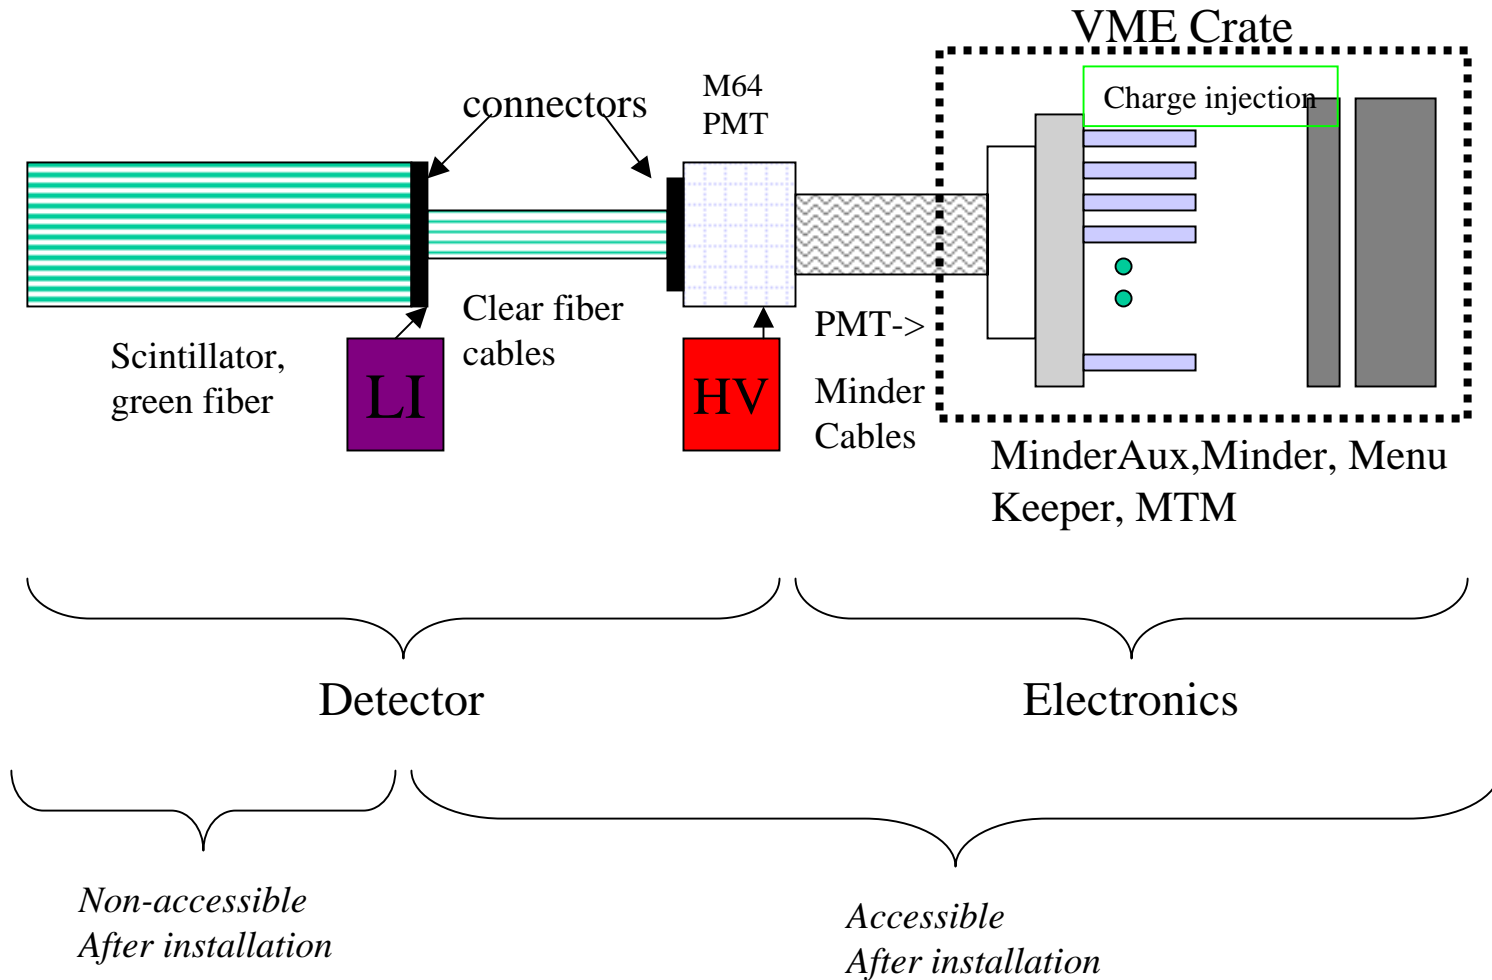 VME Crate
M64
PMT
connectors
Charge injection
Clear fiber
cables
Scintillator,
green fiber
LI
HV
PMT->
Minder
Cables
MinderAux,Minder, Menu
Keeper, MTM
Detector
Electronics
Non-accessible
After installation
Accessible
After installation